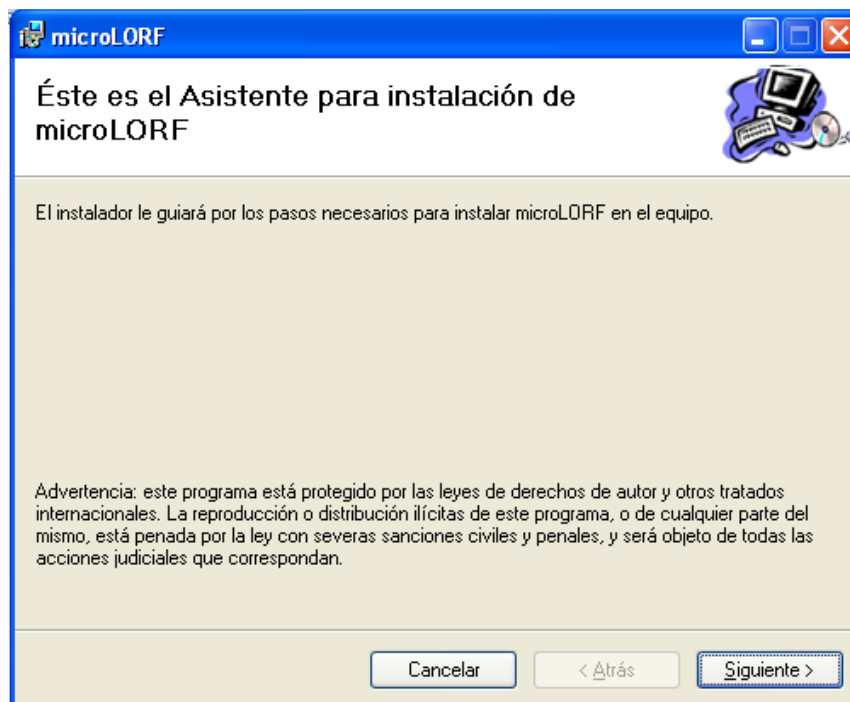 microLORF
Éste es el Asistente para instalación de
microLORF
El instalador le guiará por los pasos necesarios para instalar microLORF en el equipo.
Advertencia: este programa está protegido por las leyes de derechos de autor y otros tratados
internacionales. La reproducción o distribución ilícitas de este programa, o de cualquier parte del
mismo, está penada por la ley con severas sanciones civiles y penales, y será objeto de todas las
acciones judiciales que correspondan.
Cancelar < Atrás Siguiente >